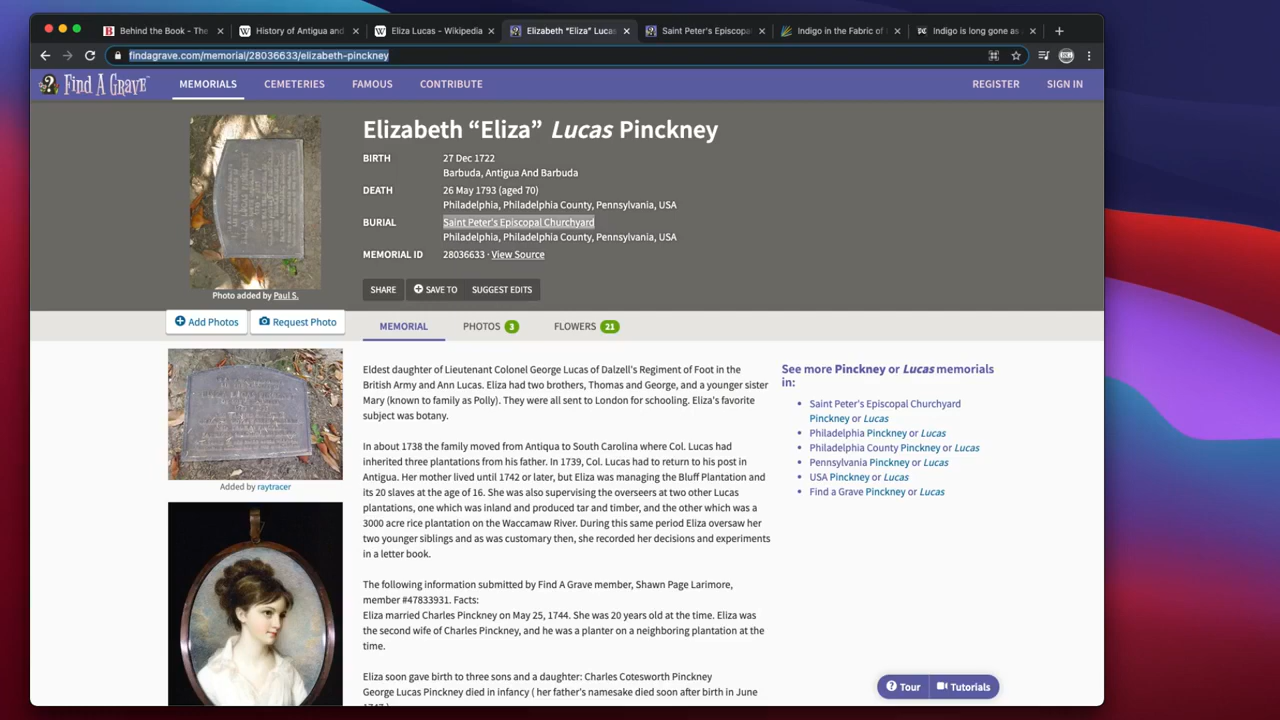 Behind the Book - The
History of Antigua and
Eliza Lucas - Wikipedia
Elizabeth “Eliza” Lucas
Saint Peter's Episcopal
Indigo in the Fabric of
Indigo is long gone as
findagrave.com/memorial/28036633/elizabeth-pinckney
Find A Grave
MEMORIALS
CEMETERIES
FAMOUS
CONTRIBUTE
REGISTER
SIGN IN
Elizabeth “Eliza” Lucas Pinckney
BIRTH
27 Dec 1722
Barbuda, Antigua And Barbuda
DEATH
26 May 1793 (aged 70)
Philadelphia, Philadelphia County, Pennsylvania, USA
BURIAL
Saint Peter's Episcopal Churchyard
Philadelphia, Philadelphia County, Pennsylvania, USA
MEMORIAL ID
28036633 · View Source
SHARE
SAVE TO
SUGGEST EDITS
Photo added by Paul S.
Add Photos
Request Photo
MEMORIAL
PHOTOS 3
FLOWERS 21
Added by raytracer
Eldest daughter of Lieutenant Colonel George Lucas of Dalzell's Regiment of Foot in the
British Army and Ann Lucas. Eliza had two brothers, Thomas and George, and a younger sister
Mary (known to family as Polly). They were all sent to London for schooling. Eliza's favorite
subject was botany.
In about 1738 the family moved from Antiqua to South Carolina where Col. Lucas had
inherited three plantations from his father. In 1739, Col. Lucas had to return to his post in
Antigua. Her mother lived until 1742 or later, but Eliza was managing the Bluff Plantation and
its 20 slaves at the age of 16. She was also supervising the overseers at two other Lucas
plantations, one which was inland and produced tar and timber, and the other which was a
3000 acre rice plantation on the Waccamaw River. During this same period Eliza oversaw her
two younger siblings and as was customary then, she recorded her decisions and experiments
in a letter book.
The following information submitted by Find A Grave member, Shawn Page Larimore,
member #47833931. Facts:
Eliza married Charles Pinckney on May 25, 1744. She was 20 years old at the time. Eliza was
the second wife of Charles Pinckney, and he was a planter on a neighboring plantation at the
time.
Eliza soon gave birth to three sons and a daughter: Charles Cotesworth Pinckney
George Lucas Pinckney died in infancy ( her father's namesake died soon after birth in June
See more Pinckney or Lucas memorials
in:
Saint Peter's Episcopal Churchyard
Pinckney or Lucas
Philadelphia Pinckney or Lucas
Philadelphia County Pinckney or Lucas
Pennsylvania Pinckney or Lucas
USA Pinckney or Lucas
Find a Grave Pinckney or Lucas
Tour
Tutorials